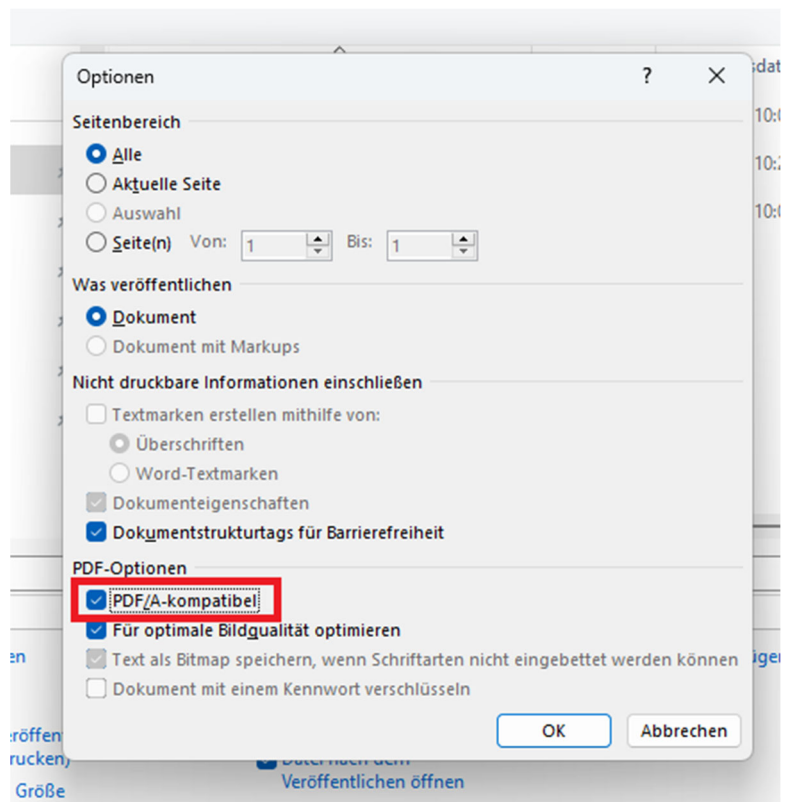 Optionen ?
Seitenbereich
Alle
Aktuelle Seite
Auswahl
Seite(n) Von: 1 Bis: 1
Was veröffentlichen
Dokument
Dokument mit Markups
Nicht druckbare Informationen einschließen
Textmarken erstellen mithilfe von:
Überschriften
Word-Textmarken
Dokumenteigenschaften
Dokumentstrukturtags für Barrierefreiheit
PDF-Optionen
PDF/A-kompatibel
Für optimale Bildqualität optimieren
Text als Bitmap speichern, wenn Schriftarten nicht eingebettet werden können
Dokument mit einem Kennwort verschlüsseln
OK Abbrechen
Datei nach dem
Veröffentlichen öffnen
Größe